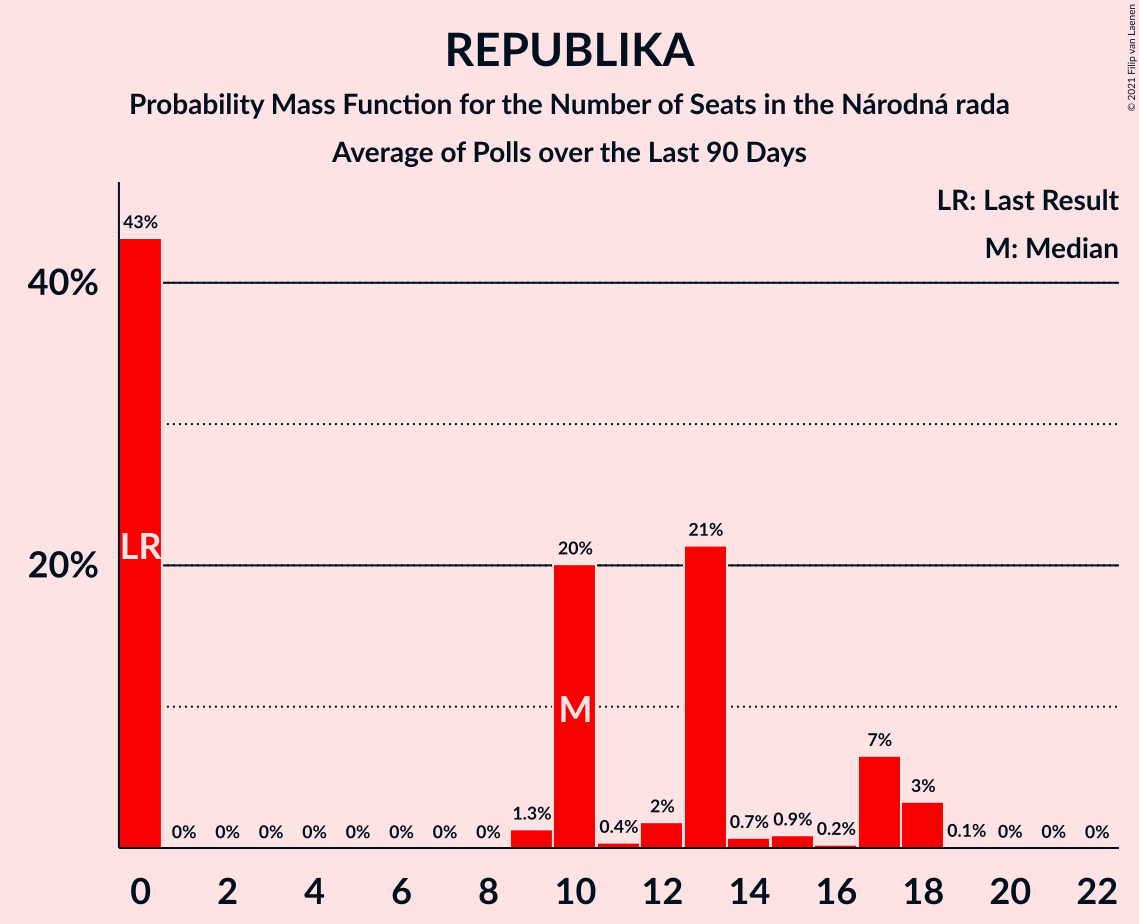 REPUBLIKA
Probability Mass Function for the Number of Seats in the Národná rada
Average of Polls over the Last 90 Days
© 2021 Filip van Laenen
LR: Last Result
M: Median
43%
40%
21%
20%
LR
20%
M
7%
3%
2%
1.3%
0.9%
0.7%
0.4%
0.2%
0.1%
0% 0% 0% 0% 0% 0% 0% 0% 0% 0% 0%
0 2 4 6 8 10 12 14 16 18 20 22